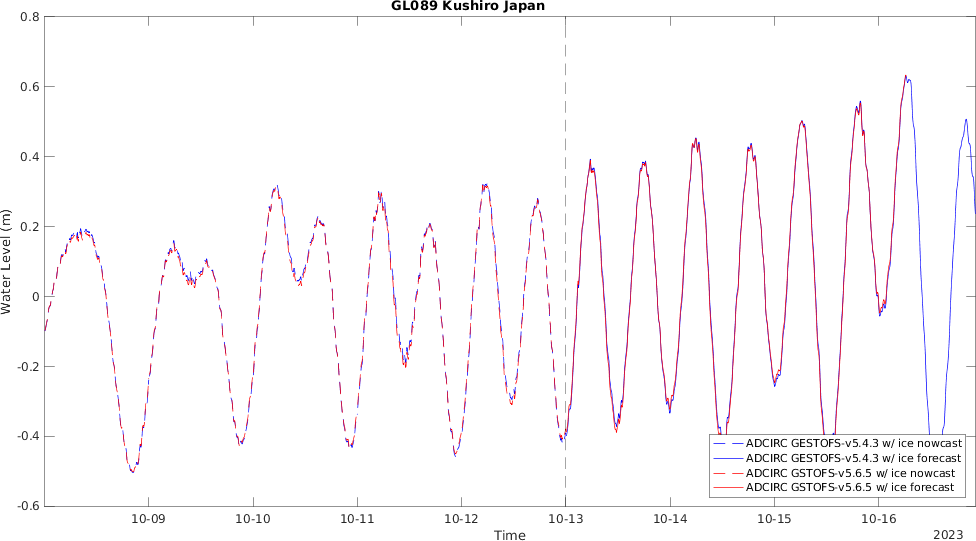 GL089 Kushiro Japan
0.8
0.6
0.4
0.2
0
-0.2
-0.4
-0.6
Water Level (m)
ADCIRC GESTOFS-v5.4.3 w/ ice nowcast
ADCIRC GESTOFS-v5.4.3 w/ ice forecast
ADCIRC GSTOFS-v5.6.5 w/ ice nowcast
ADCIRC GSTOFS-v5.6.5 w/ ice forecast
10-09 10-10 10-11 10-12 10-13 10-14 10-15 10-16
Time
2023